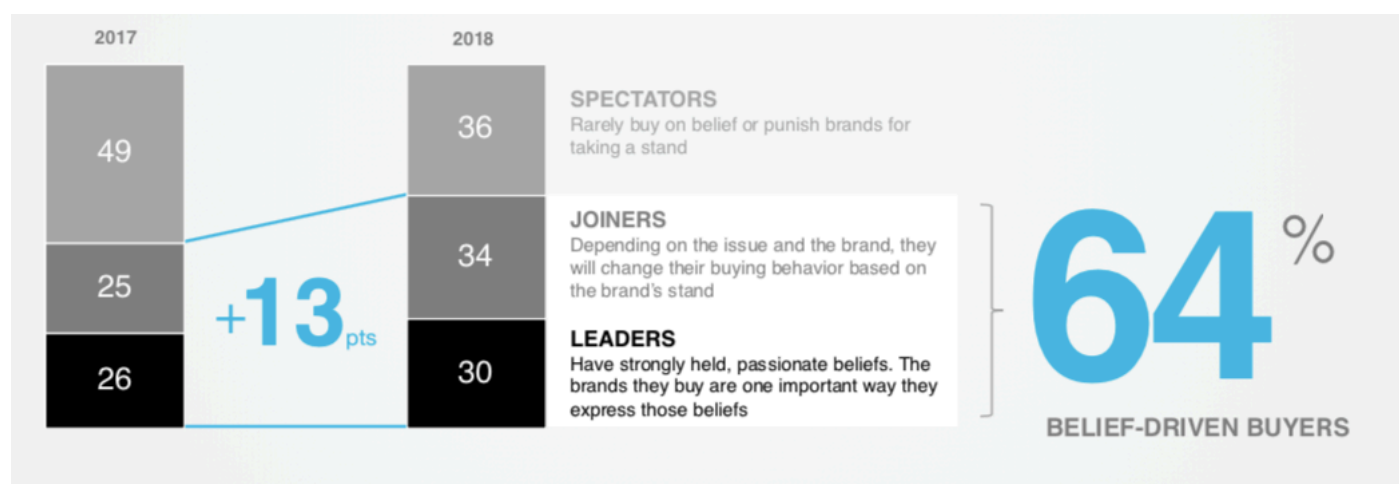 2017
2018
49
25
26
+13 pts
36
34
30
SPECTATORS
Rarely buy on belief or punish brands for
taking a stand
JOINERS
Depending on the issue and the brand, they
will change their buying behavior based on
the brand's stand
LEADERS
Have strongly held, passionate beliefs. The
brands they buy are one important way they
express those beliefs
64%
BELIEF-DRIVEN BUYERS